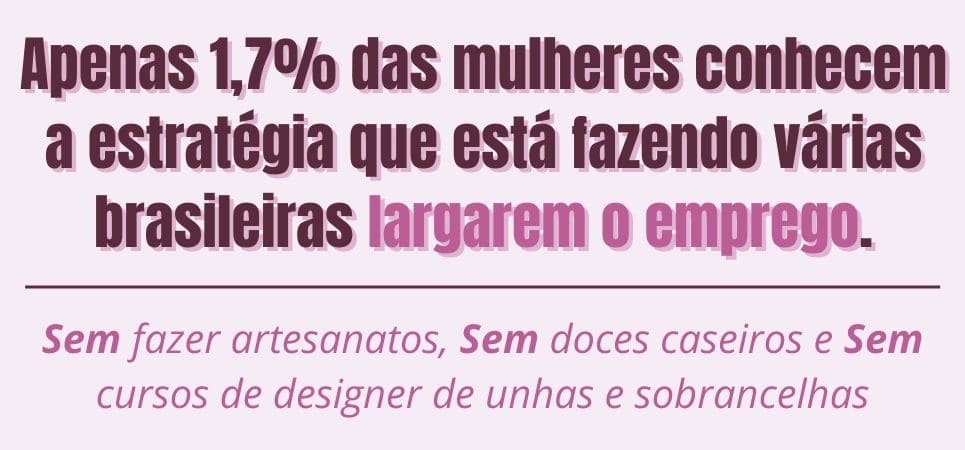 Apenas 1,7% das mulheres conhecem
a estratégia que está fazendo várias
brasileiras largarem o emprego.
Sem fazer artesanatos, Sem doces caseiros e Sem
cursos de designer de unhas e sobrancelhas